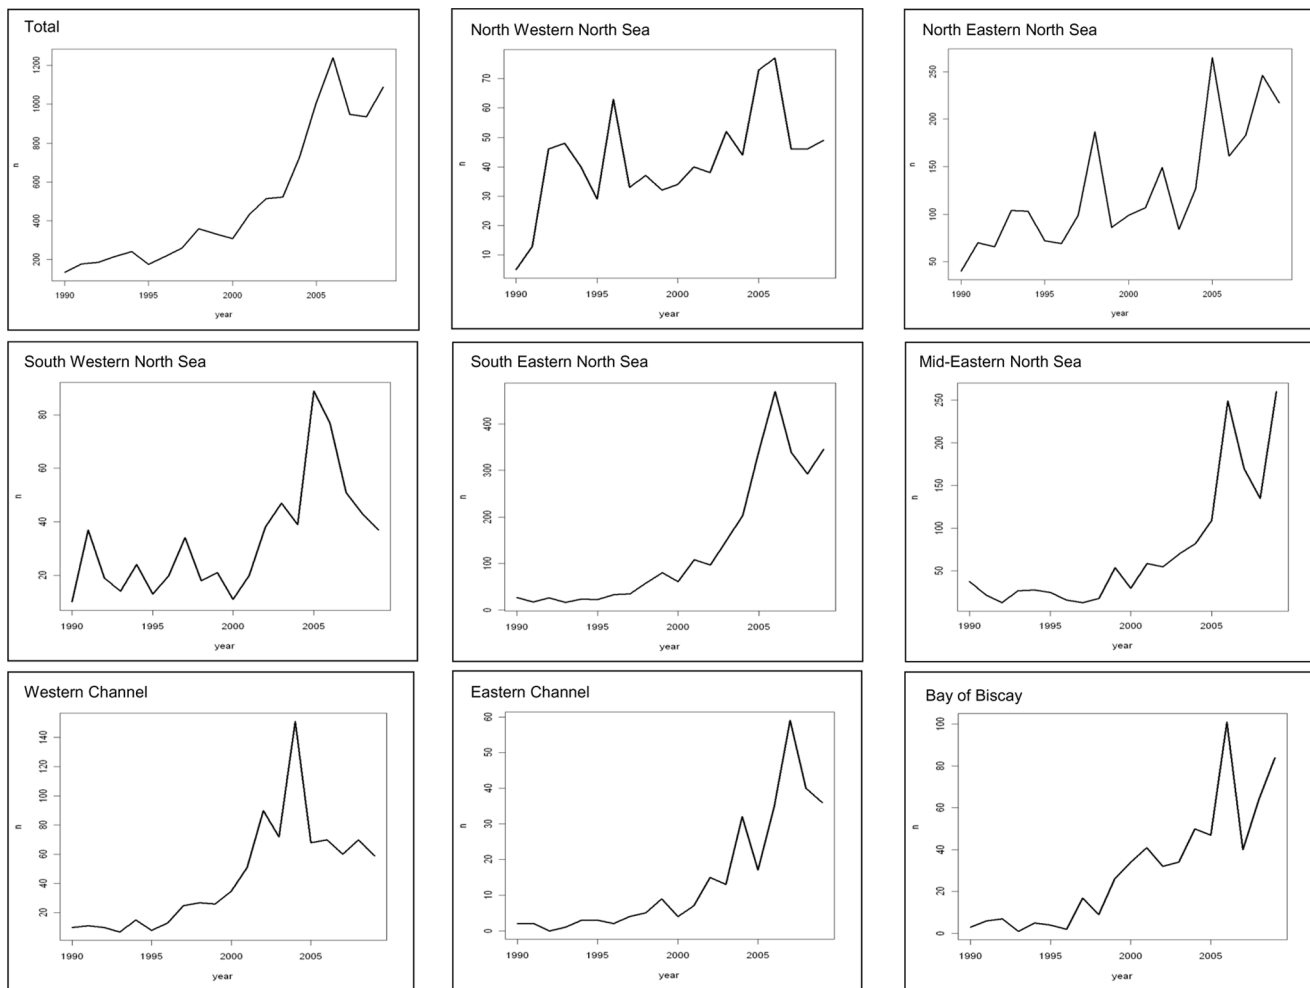 Total
1200
1000
800
600
400
200
n
1990 1995 2000 2005
year
North Western North Sea
70
60
50
40
30
20
10
n
1990 1995 2000 2005
year
North Eastern North Sea
250
200
150
100
50
n
1990 1995 2000 2005
year
South Western North Sea
80
60
40
20
n
1990 1995 2000 2005
year
South Eastern North Sea
400
300
200
100
0
n
1990 1995 2000 2005
year
Mid-Eastern North Sea
250
200
150
100
50
n
1990 1995 2000 2005
year
Western Channel
140
120
100
80
60
40
20
n
1990 1995 2000 2005
year
Eastern Channel
60
50
40
30
20
10
0
n
1990 1995 2000 2005
year
Bay of Biscay
100
80
60
40
20
0
n
1990 1995 2000 2005
year